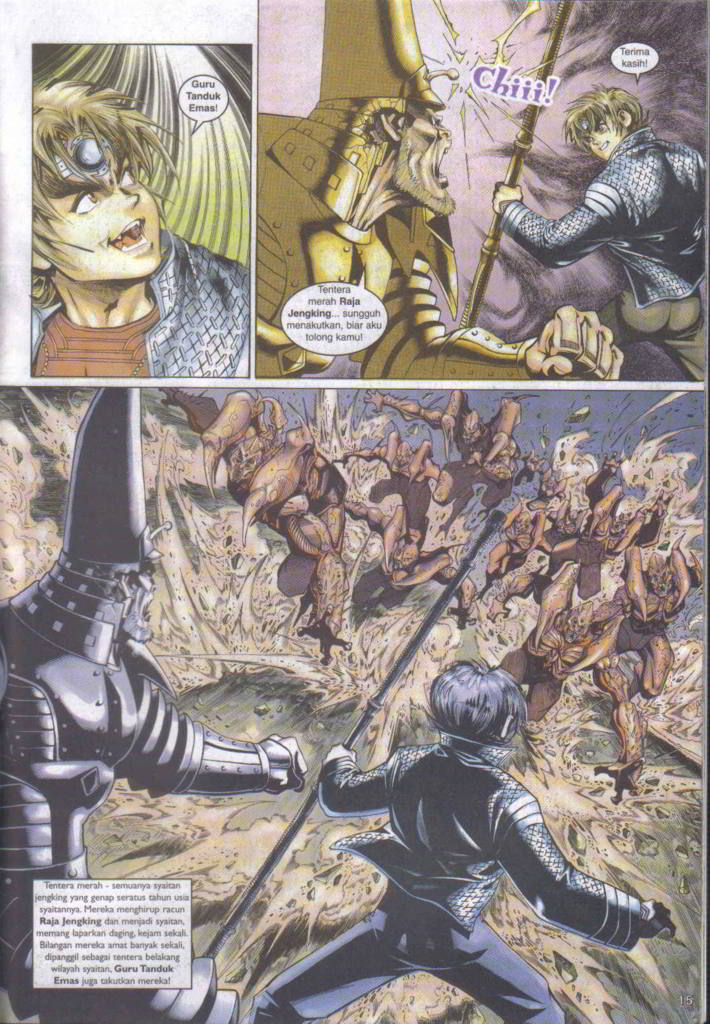 Guru
Tanduk
Emas!
Chiii!
Terima
kasih!
Tentera
merah Raja
Jengking... sungguh
menakutkan, biar aku
tolong kamu!
Tentera merah - semuanya syaitan
jengking yang genap seratus tahun usia
syaitannya. Mereka menghirup racun
Raja Jengking dan menjadi syaitan,
memang laparkan daging, kejam sekali.
Bilangan mereka amat banyak sekali,
dipanggil sebagai tentera belakang
wilayah syaitan, Guru Tanduk
Emas juga takutkan mereka!
15